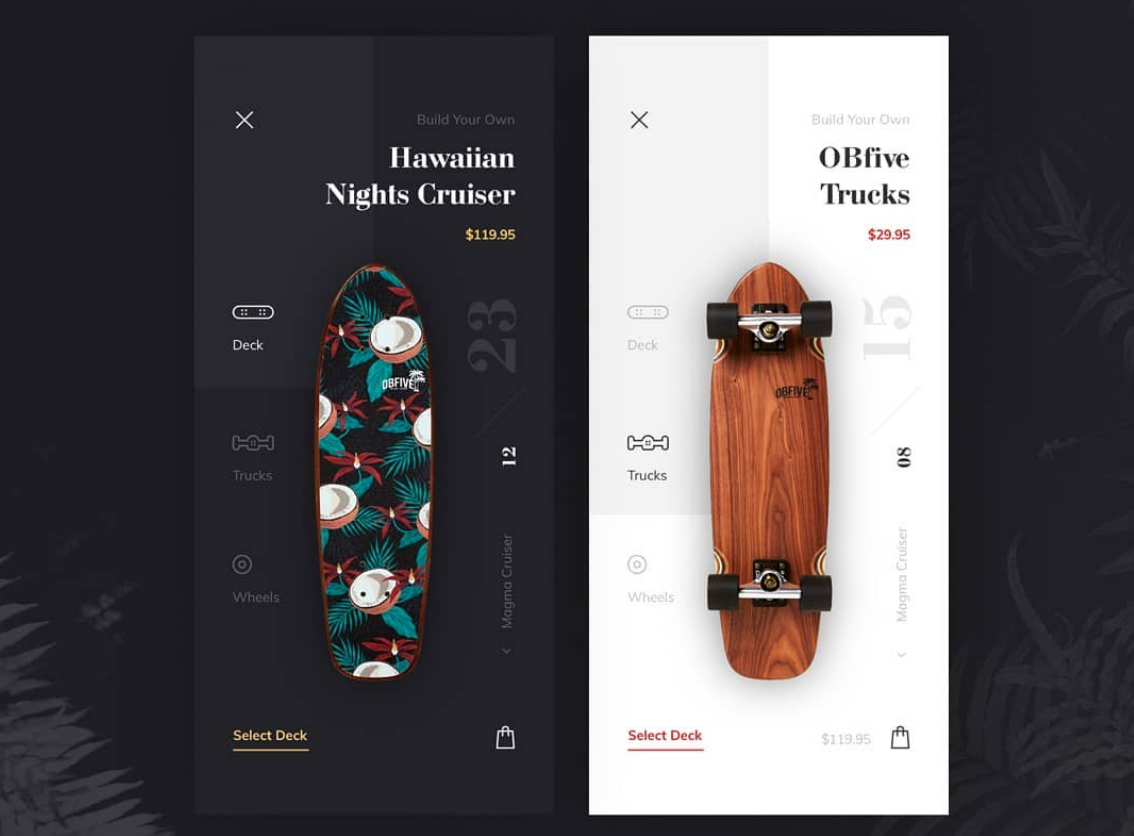 Build Your Own
Hawaiian
Nights Cruiser
$119.95
Deck
23
OBFIVE
Trucks
12
Wheels
Magma Cruiser
Select Deck
Build Your Own
OBfive
Trucks
$29.95
Deck
15
OBFIVE
Trucks
08
Wheels
Magma Cruiser
Select Deck
$119.95